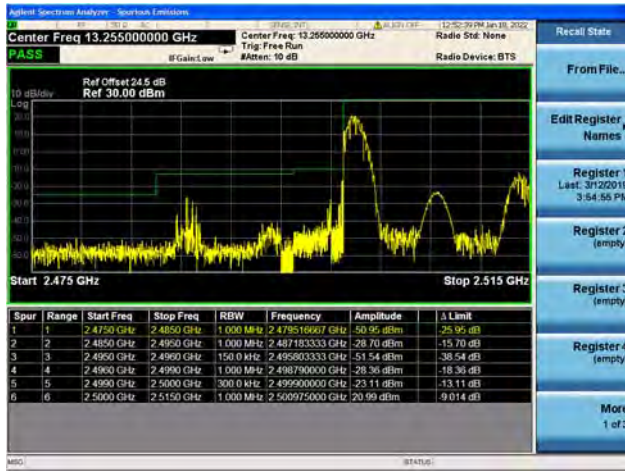 Agilent Spectrum Analyzer - Spurious Emissions
SENSE:INT
ALIGN OFF
12:52:39 PM Jan 10, 2022
Center Freq 13.255000000 GHz
Center Freq: 13.255000000 GHz
Radio Std: None
Trig: Free Run
PASS
IFGain:Low
#Atten: 10 dB
Radio Device: BTS
Ref Offset 24.5 dB
10 dB/div
Ref 30.00 dBm
Log
Start 2.475 GHz
Stop 2.515 GHz
Spur Range Start Freq Stop Freq RBW Frequency Amplitude Δ Limit
1 1 2.4750 GHz 2.4850 GHz 1.000 MHz 2.479516667 GHz -50.95 dBm -25.95 dB
2 2 2.4850 GHz 2.4950 GHz 1.000 MHz 2.487183333 GHz -28.70 dBm -15.70 dB
3 3 2.4950 GHz 2.4960 GHz 150.0 kHz 2.495803333 GHz -51.54 dBm -38.54 dB
4 4 2.4960 GHz 2.4990 GHz 1.000 MHz 2.498790000 GHz -28.36 dBm -18.36 dB
5 5 2.4990 GHz 2.5000 GHz 300.0 kHz 2.499900000 GHz -23.11 dBm -13.11 dB
6 6 2.5000 GHz 2.5150 GHz 1.000 MHz 2.500975000 GHz 20.99 dBm -9.014 dB
MSG
STATUS
Recall State
From File..
Edit Register
Names
Register 1
Last: 3/12/2019
3:54:55 PM
Register 2
(empty
Register 3
(empty
Register 4
(empty
More
1 of